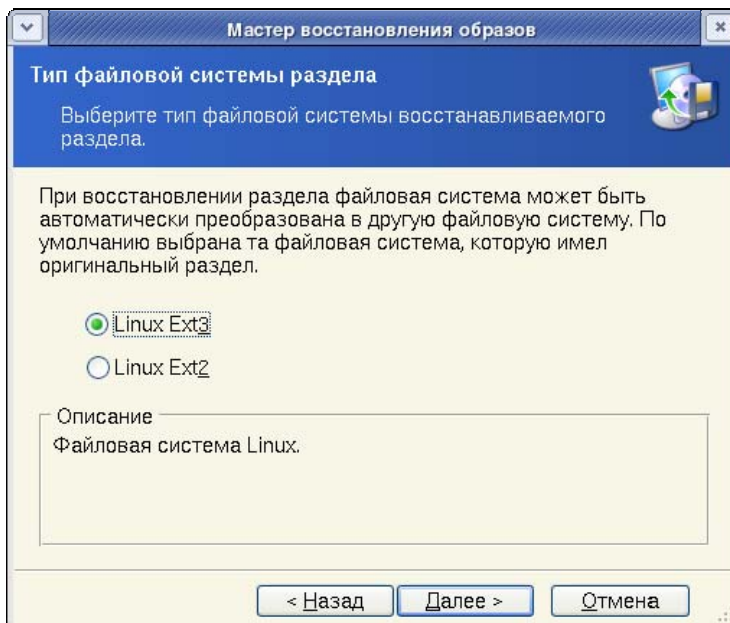 Мастер восстановления образов
Тип файловой системы раздела
Выберите тип файловой системы восстанавливаемого
раздела.
При восстановлении раздела файловая система может быть
автоматически преобразована в другую файловую систему. По
умолчанию выбрана та файловая система, которую имел
оригинальный раздел.
Linux Ext3
Linux Ext2
Описание
Файловая система Linux.
< Назад
Далее >
Отмена